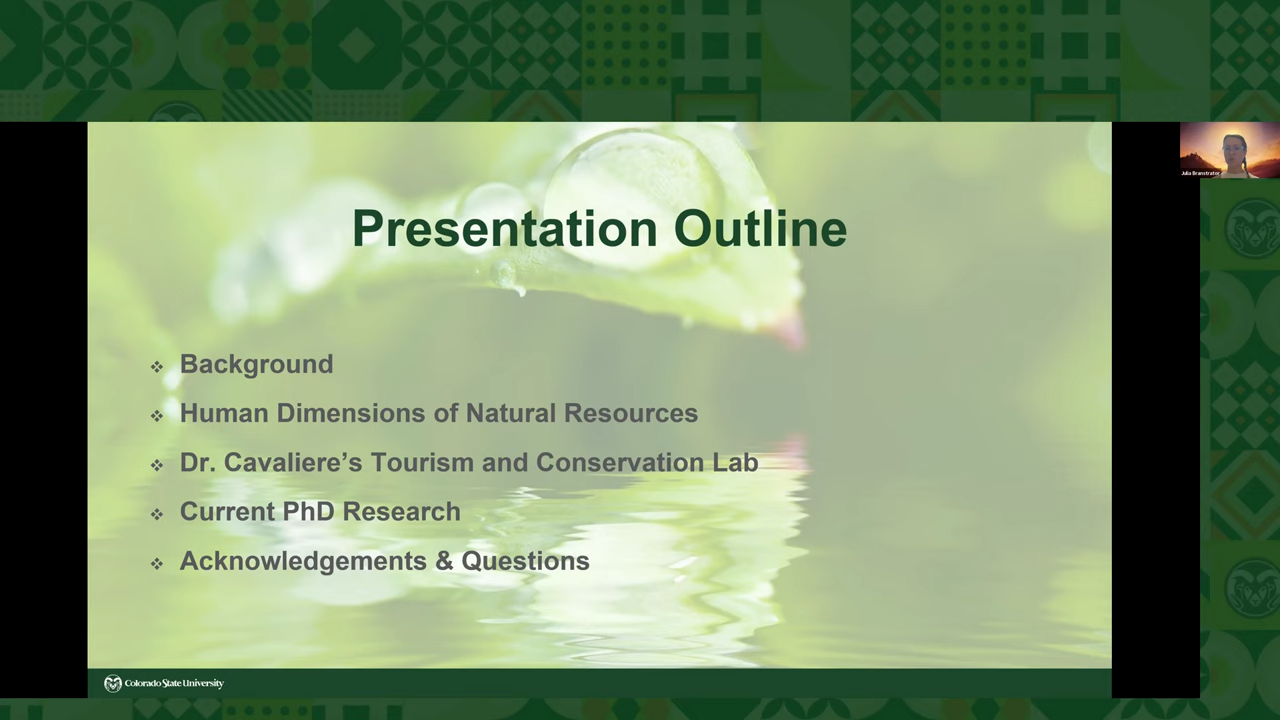 Presentation Outline
Julia Branstrator
❖ Background
❖ Human Dimensions of Natural Resources
❖ Dr. Cavaliere’s Tourism and Conservation Lab
❖ Current PhD Research
❖ Acknowledgements & Questions
Colorado State University